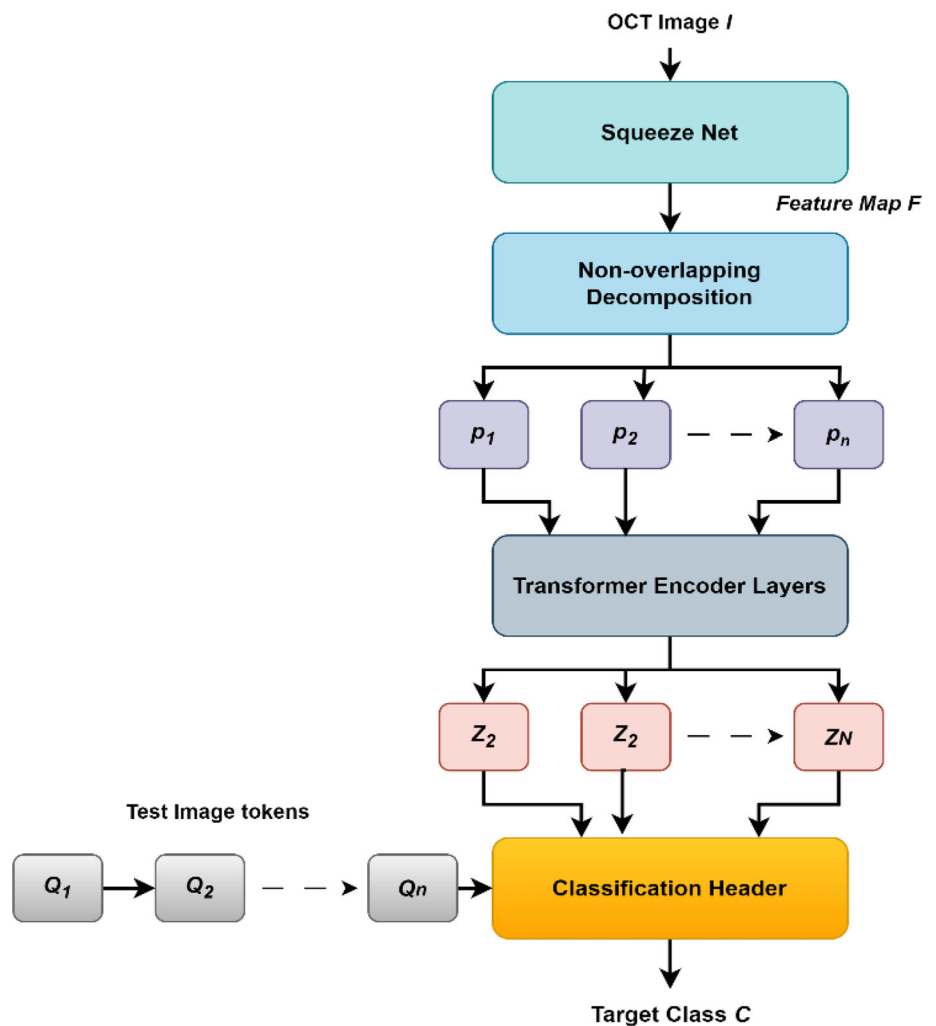 OCT Image I
Squeeze Net
Feature Map F
Non-overlapping
Decomposition
p1
p2
pn
Transformer Encoder Layers
Z2
Z2
ZN
Test Image tokens
Q1
Q2
Qn
Classification Header
Target Class C